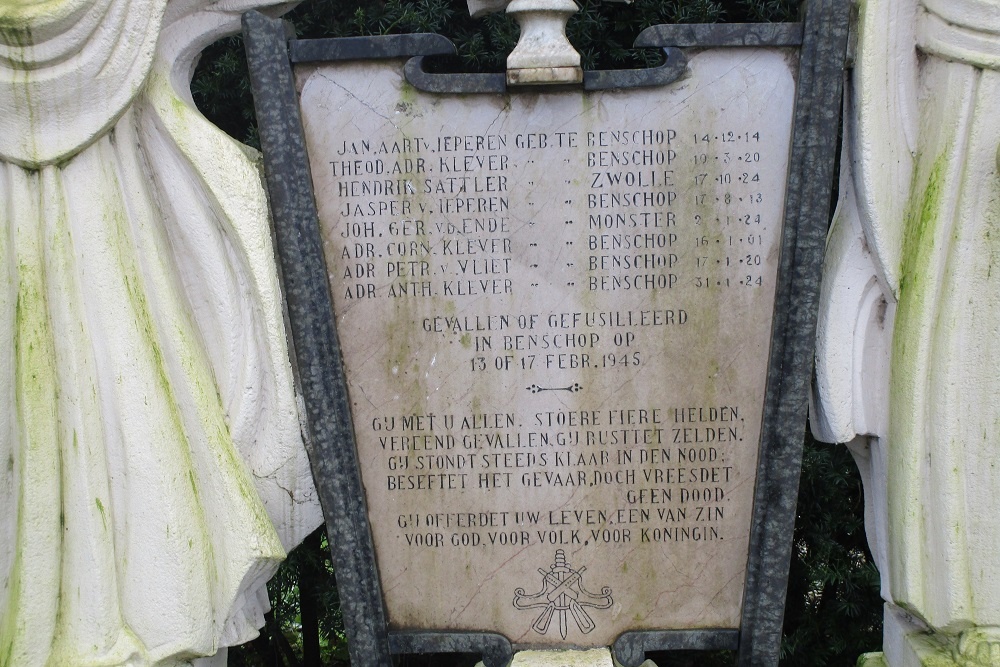 JAN. AART V. IEPEREN GEB. TE BENSCHOP 14·12·14
THEOD. ADR. KLEVER " " BENSCHOP 19·3·20
HENDRIK SATTLER " " ZWOLLE 17·10·24
JASPER V. IEPEREN " " BENSCHOP 17·8·13
JOH. GER. V.D. ENDE " " MONSTER 2·1·24
ADR. CORN. KLEVER " " BENSCHOP 16·1·01
ADR. PETR. V. VLIET " " BENSCHOP 17·1·20
ADR. ANTH. KLEVER " " BENSCHOP 31·1·24
GEVALLEN OF GEFUSILLEERD
IN BENSCHOP OP
13 OF 17 FEBR. 1945.
GIJ MET U ALLEN. STOERE FIERE HELDEN,
VEREEND GEVALLEN, GIJ RUSTTET ZELDEN.
GIJ STONDT STEEDS KLAAR IN DEN NOOD;
BESEFTET HET GEVAAR, DOCH VREESDET
GEEN DOOD.
GIJ OFFERDET UW LEVEN, EEN VAN ZIN
VOOR GOD, VOOR VOLK, VOOR KONINGIN.